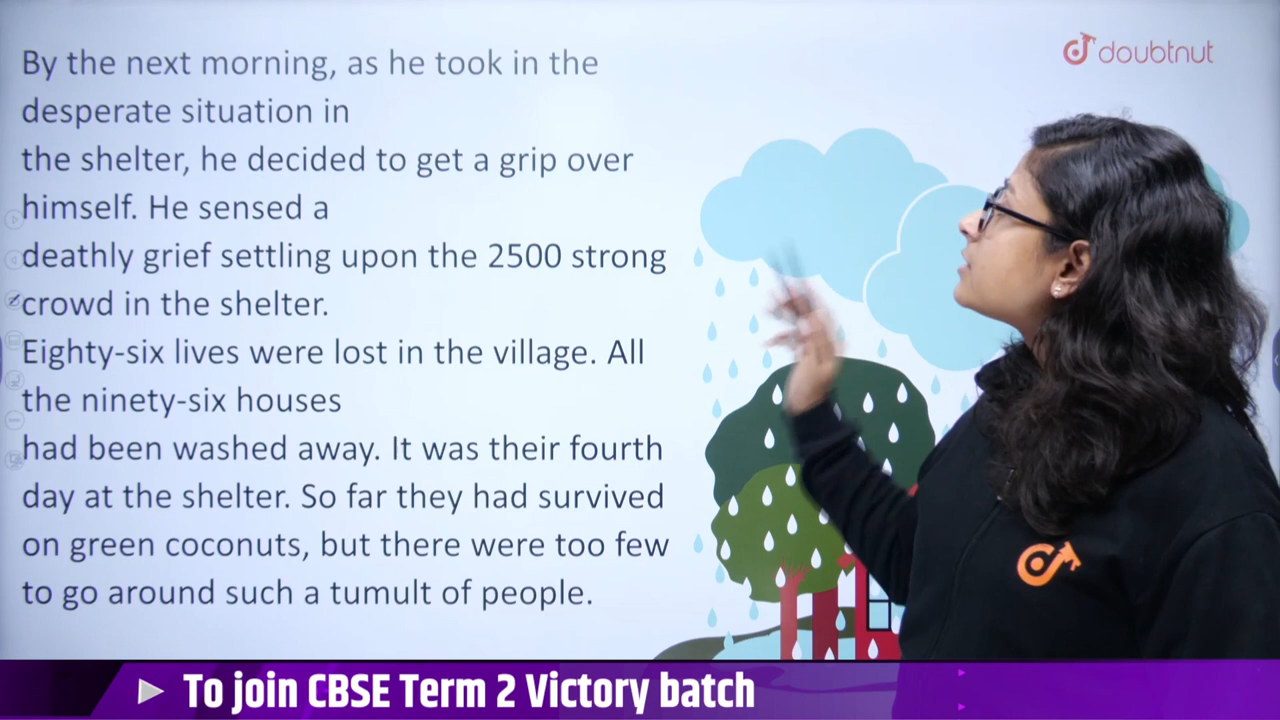 By the next morning, as he took in the
desperate situation in
the shelter, he decided to get a grip over
himself. He sensed a
deathly grief settling upon the 2500 strong
crowd in the shelter.
Eighty-six lives were lost in the village. All
the ninety-six houses
had been washed away. It was their fourth
day at the shelter. So far they had survived
on green coconuts, but there were too few
to go around such a tumult of people.
doubtnut
To join CBSE Term 2 Victory batch